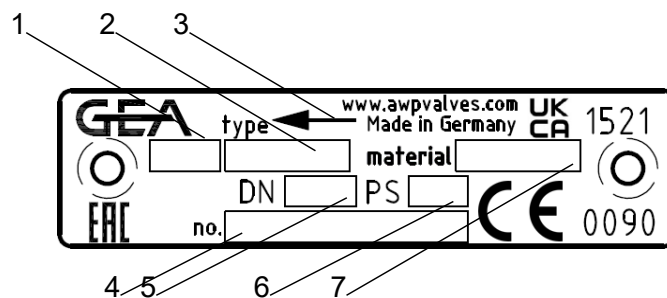 1 2 3
GEA type www.awpvalves.com UK CA 1521
Made in Germany
material
DN PS
EAC no. CE 0090
4 5 6 7